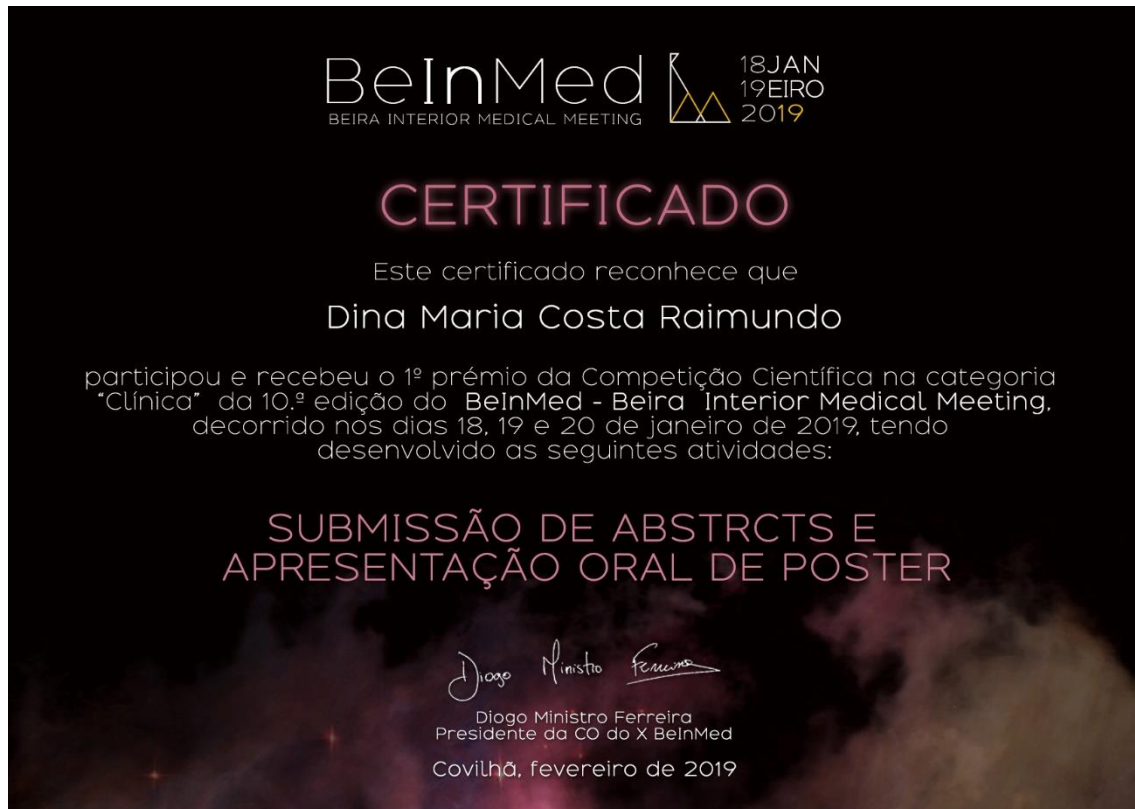 BeInMed
BEIRA INTERIOR MEDICAL MEETING
18JAN
19EIRO
2019
CERTIFICADO
Este certificado reconhece que
Dina Maria Costa Raimundo
participou e recebeu o 1º prémio da Competição Científica na categoria
“Clínica” da 10.ª edição do BeInMed - Beira Interior Medical Meeting,
decorrido nos dias 18, 19 e 20 de janeiro de 2019, tendo
desenvolvido as seguintes atividades:
SUBMISSÃO DE ABSTRCTS E
APRESENTAÇÃO ORAL DE POSTER
Diogo Ministro Ferreira
Diogo Ministro Ferreira
Presidente da CO do X BeInMed
Covilhã, fevereiro de 2019